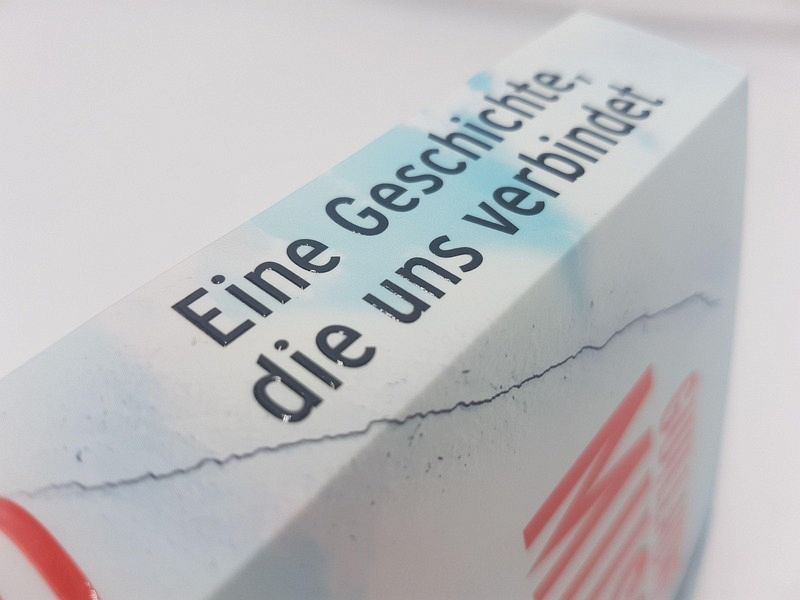 Eine Geschichte,
die uns verbindet